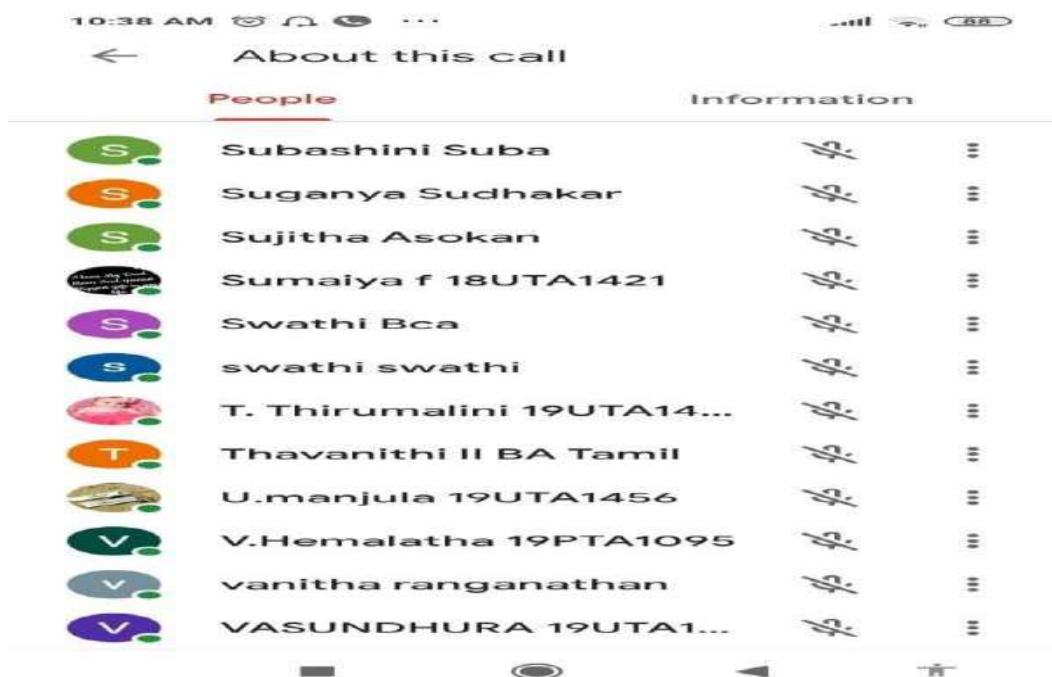 10:38 AM ... 66
About this call
People Information
S Subashini Suba
S Suganya Sudhakar
S Sujitha Asokan
Sumaiya f 18UTA1421
S Swathi Bca
s swathi swathi
T. Thirumalini 19UTA14...
T Thavanithi II BA Tamil
U.manjula 19UTA1456
V V.Hemalatha 19PTA1095
v vanitha ranganathan
V VASUNDHURA 19UTA1...